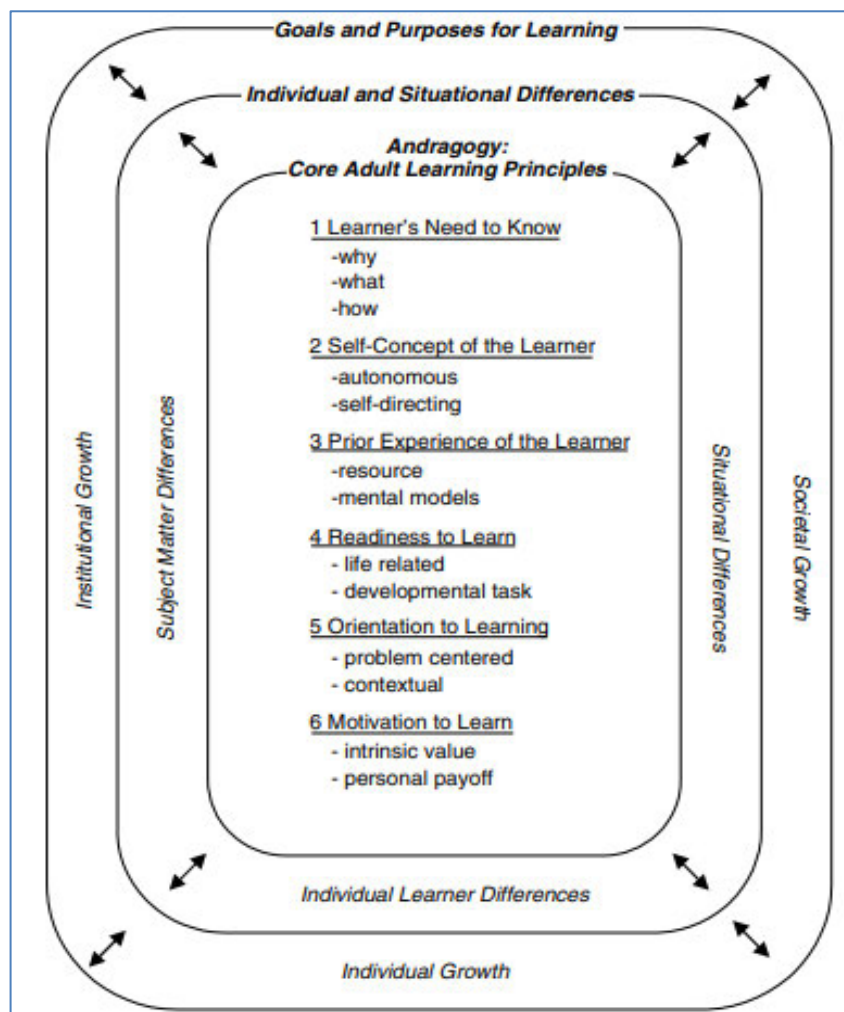 Goals and Purposes for Learning
Individual and Situational Differences
Andragogy:
Core Adult Learning Principles
1 Learner's Need to Know
-why
-what
-how
2 Self-Concept of the Learner
-autonomous
-self-directing
3 Prior Experience of the Learner
-resource
-mental models
4 Readiness to Learn
- life related
- developmental task
5 Orientation to Learning
- problem centered
- contextual
6 Motivation to Learn
- intrinsic value
- personal payoff
Institutional Growth
Subject Matter Differences
Situational Differences
Societal Growth
Individual Learner Differences
Individual Growth